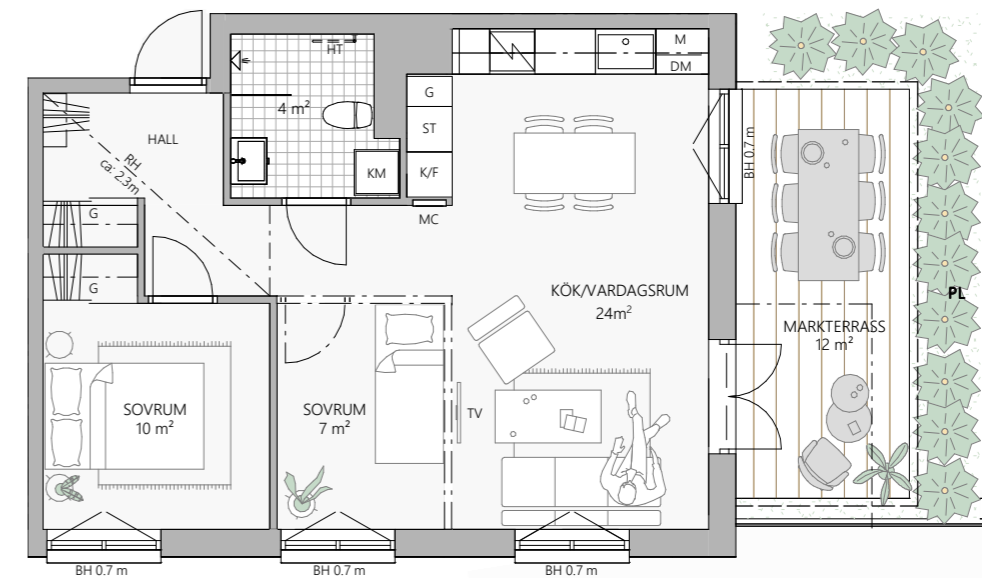 HT
M
DM
G
4 m²
HALL
ST
BH 0.7 m
RH
ca: 2.3m
K/F
KM
G
MC
G
KÖK/VARDAGSRUM
24m²
PL
MARKTERRASS
12 m²
SOVRUM
10 m²
SOVRUM
7 m²
TV
BH 0.7 m
BH 0.7 m
BH 0.7 m